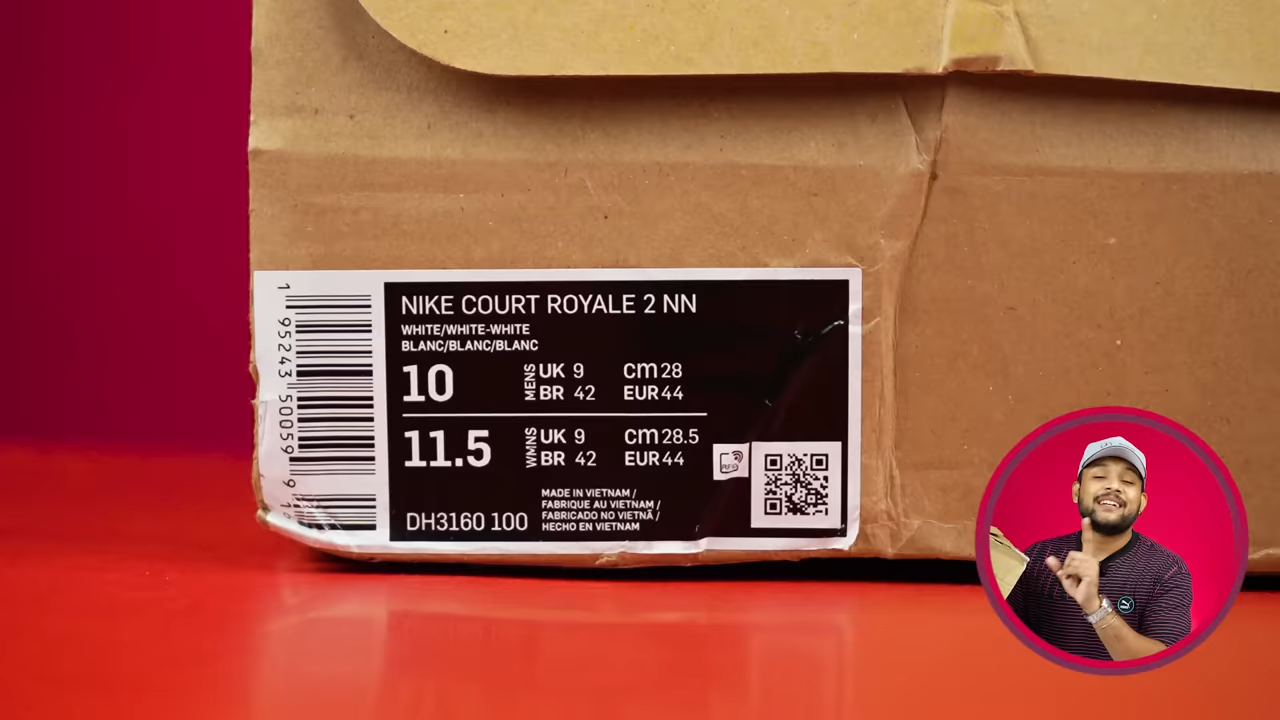 1 95243 50059 9
NIKE COURT ROYALE 2 NN
WHITE/WHITE-WHITE
BLANC/BLANC/BLANC
10 MENS UK 9 cm 28
BR 42 EUR 44
11.5 WMNS UK 9 cm 28.5
BR 42 EUR 44
DH3160 100
MADE IN VIETNAM /
FABRIQUE AU VIETNAM /
FABRICADO NO VIETNÃ /
HECHO EN VIETNAM